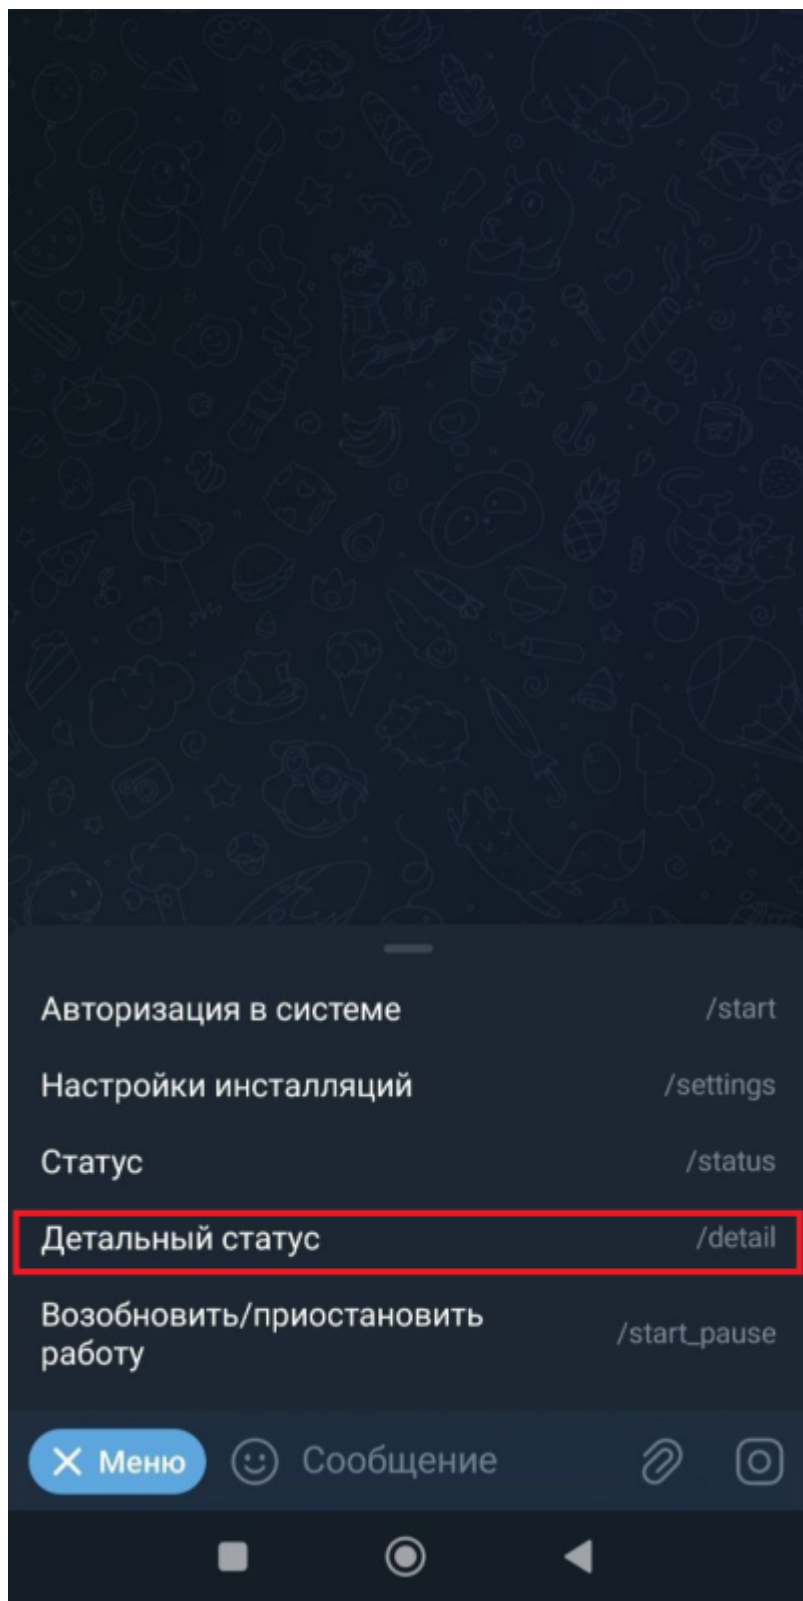 Авторизация в системе /start
Настройки инсталляций /settings
Статус /status
Детальный статус /detail
Возобновить/приостановить
работу /start_pause
Меню Сообщение